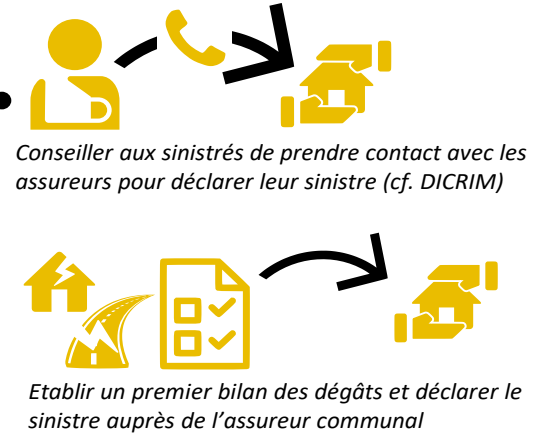 Conseiller aux sinistrés de prendre contact avec les
assureurs pour déclarer leur sinistre (cf. DICRIM)
Etablir un premier bilan des dégâts et déclarer le
sinistre auprès de l’assureur communal